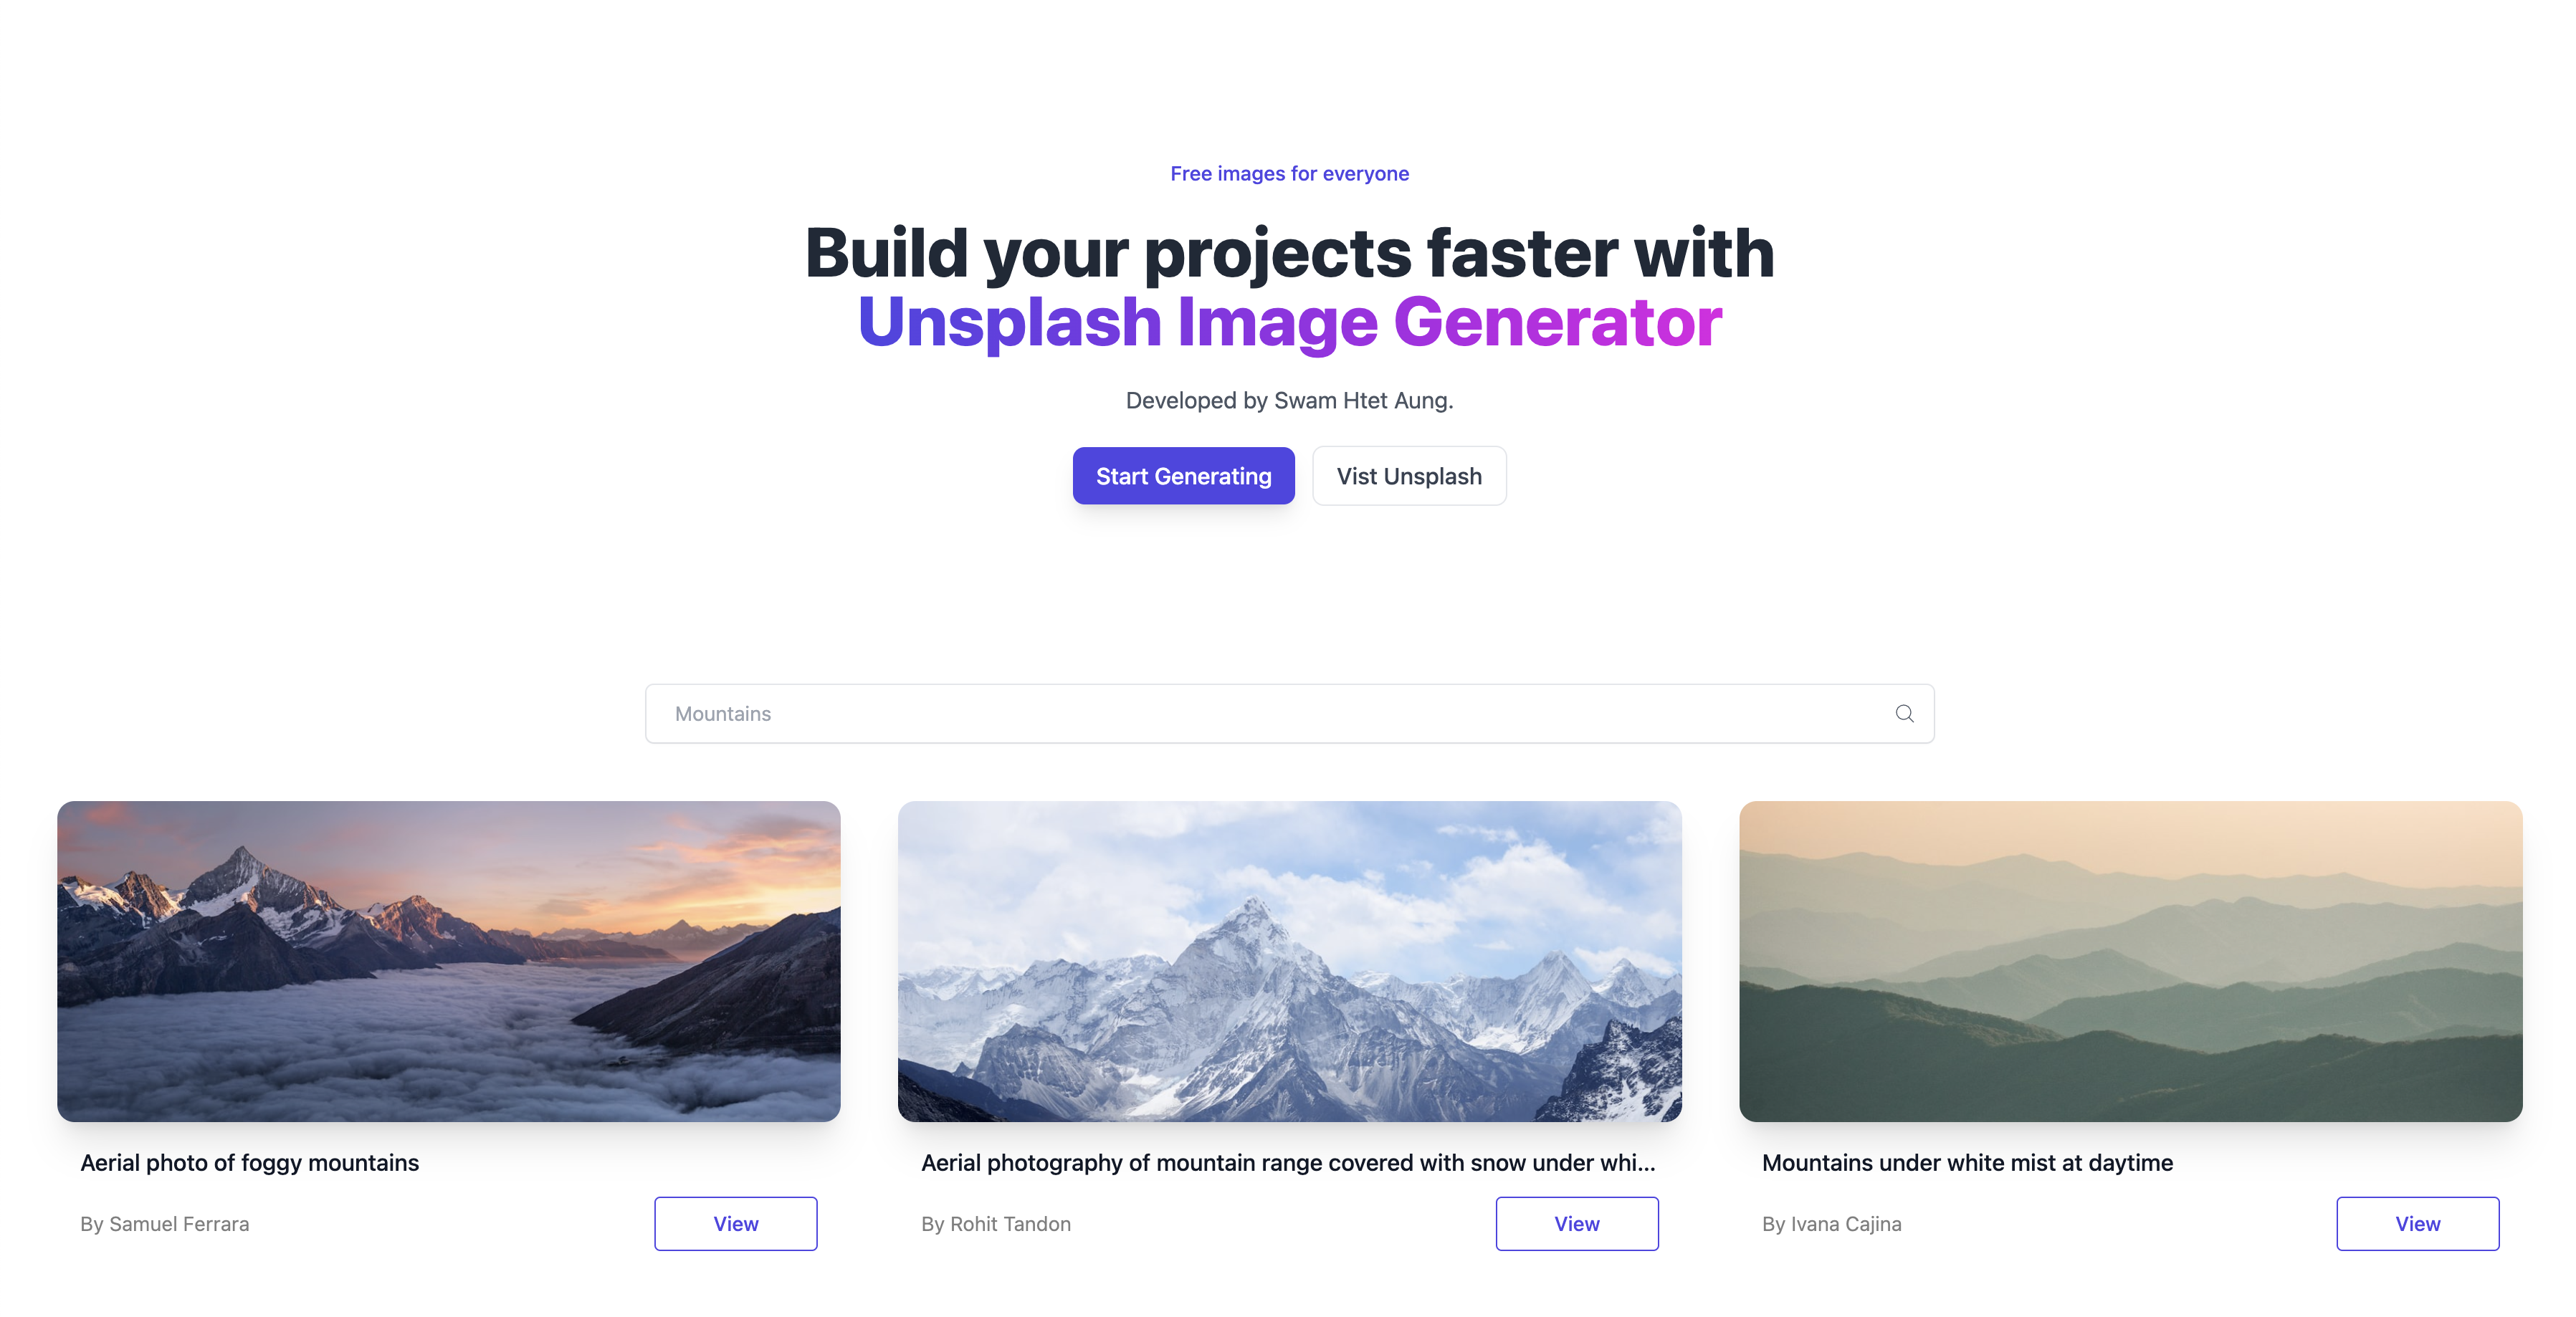 Free images for everyone
Build your projects faster with
Unsplash Image Generator
Developed by Swam Htet Aung.
Start Generating
Vist Unsplash
Mountains
Aerial photo of foggy mountains
By Samuel Ferrara
View
Aerial photography of mountain range covered with snow under whi...
By Rohit Tandon
View
Mountains under white mist at daytime
By Ivana Cajina
View